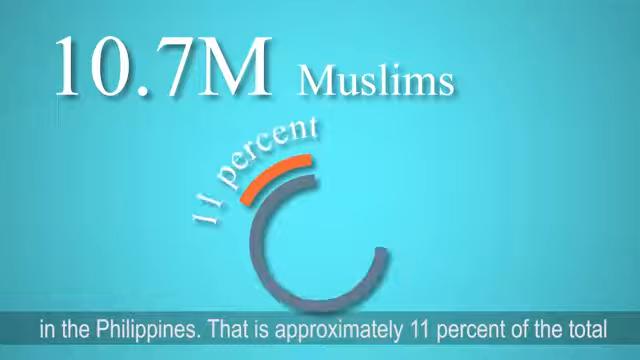 10.7M Muslims
11 percent
in the Philippines. That is approximately 11 percent of the total